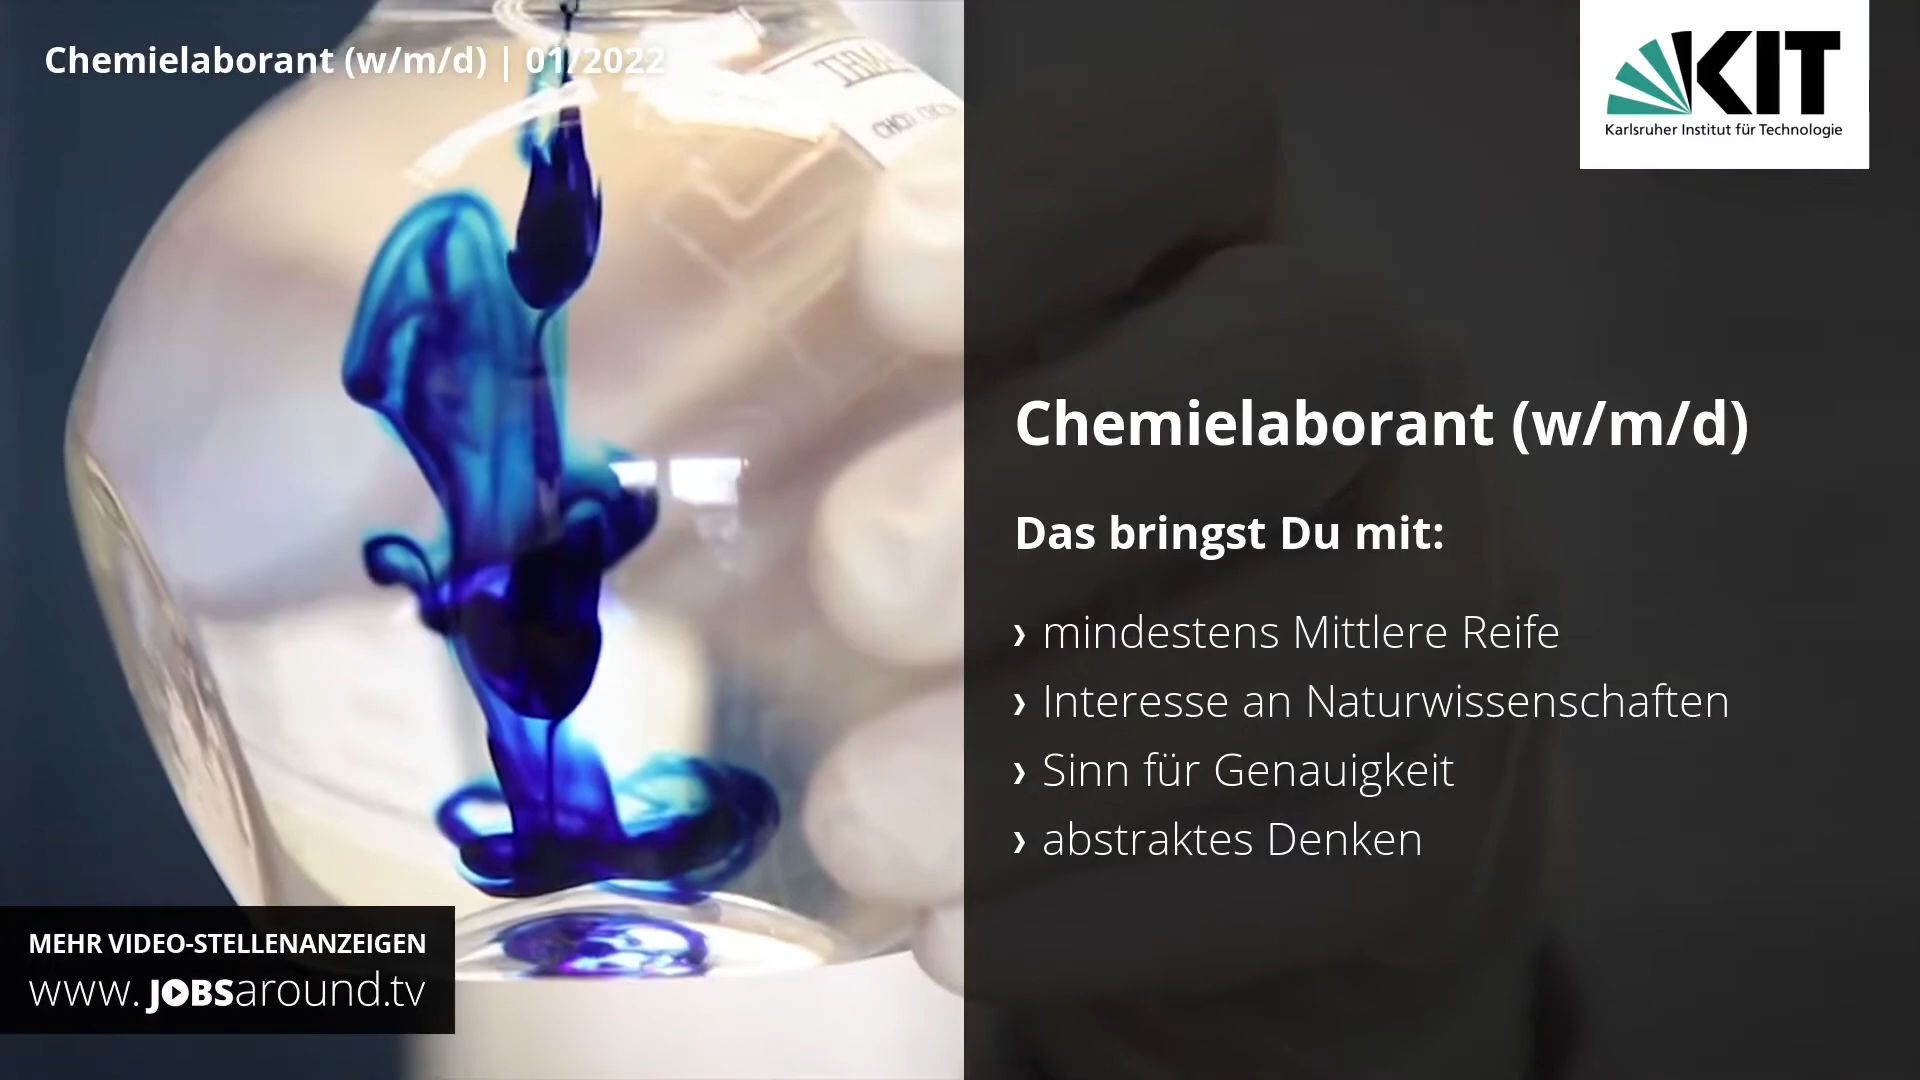 Chemielaborant (w/m/d) | 01/2022
KIT
Karlsruher Institut für Technologie
Chemielaborant (w/m/d)
Das bringst Du mit:
› mindestens Mittlere Reife
› Interesse an Naturwissenschaften
› Sinn für Genauigkeit
› abstraktes Denken
MEHR VIDEO-STELLENANZEIGEN
www.JOBSaround.tv